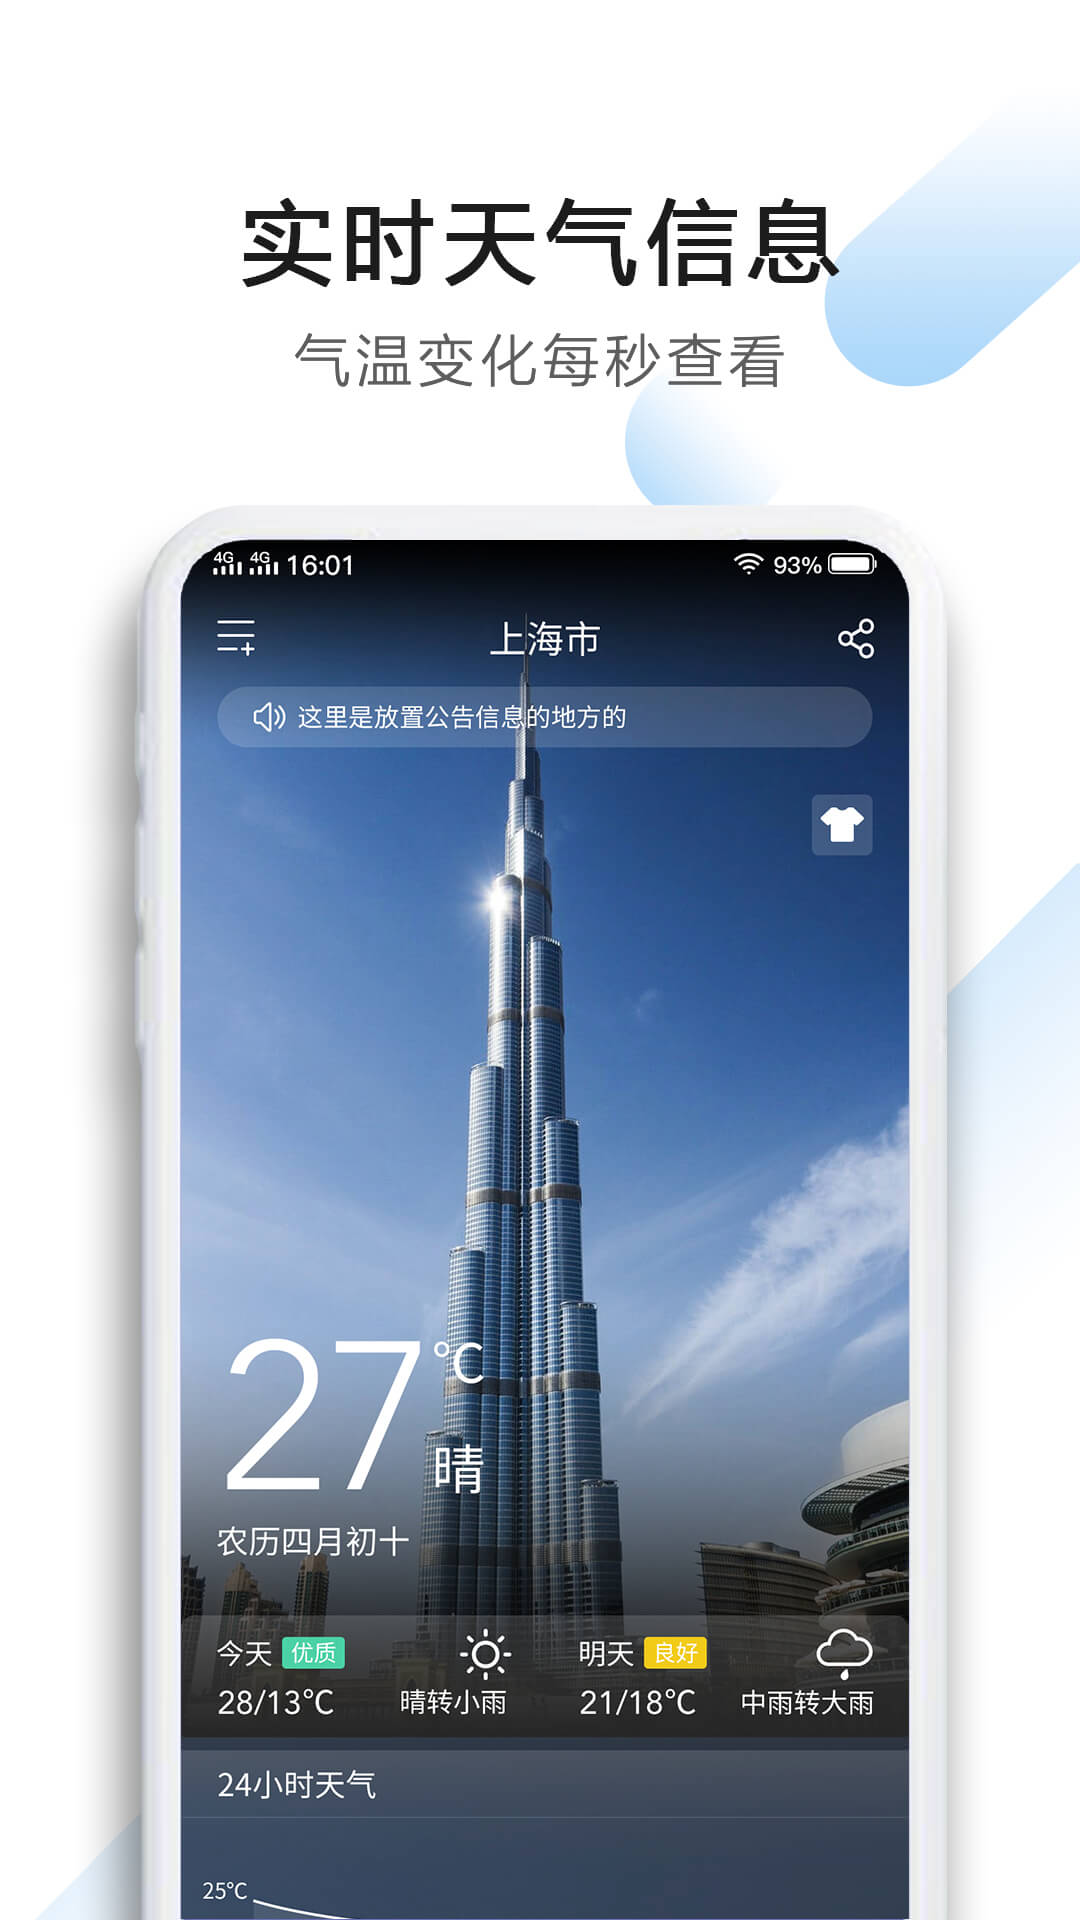 实时天气信息
气温变化每秒查看
4G 4G 16:01 93%
上海市
这里是放置公告信息的地方的
27℃
晴
农历四月初十
今天 优质 明天 良好
28/13℃ 晴转小雨 21/18℃ 中雨转大雨
24小时天气
25℃